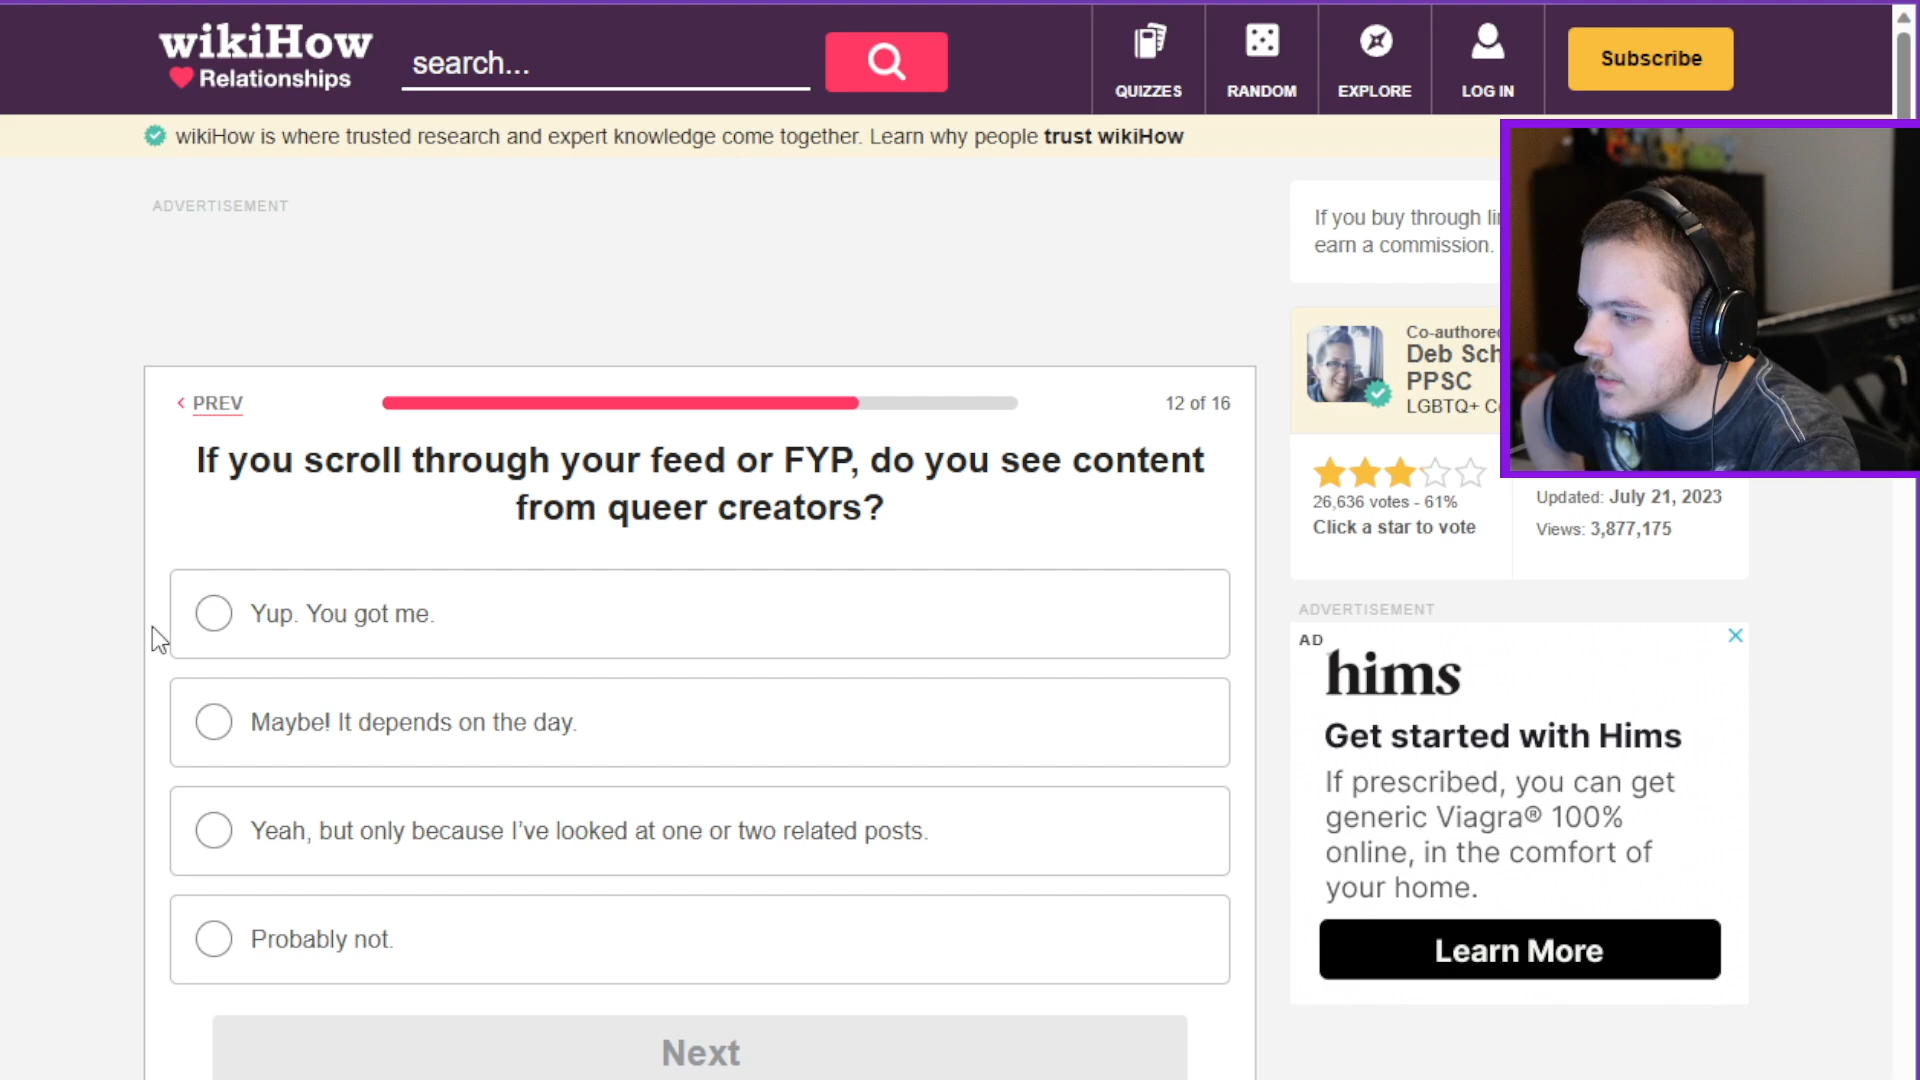 wikiHow
Relationships
search...
QUIZZES
RANDOM
EXPLORE
LOG IN
Subscribe
wikiHow is where trusted research and expert knowledge come together. Learn why people trust wikiHow
ADVERTISEMENT
If you buy through
earn a commission.
Co-authored
Deb Sch
PPSC
LGBTQ+
26,636 votes - 61%
Click a star to vote
Updated: July 21, 2023
Views: 3,877,175
PREV
12 of 16
If you scroll through your feed or FYP, do you see content
from queer creators?
Yup. You got me.
Maybe! It depends on the day.
Yeah, but only because I've looked at one or two related posts.
Probably not.
Next
ADVERTISEMENT
AD
hims
Get started with Hims
If prescribed, you can get
generic Viagra® 100%
online, in the comfort of
your home.
Learn More